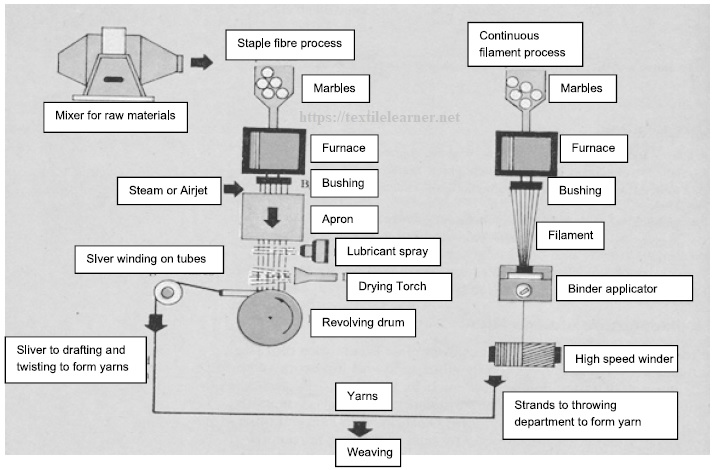 Staple fibre process
Continuous
filament process
Mixer for raw materials
Marbles
Marbles
https://textilelearner.net
Furnace
Furnace
Steam or Airjet
Bushing
Bushing
Apron
Filament
Lubricant spray
Slver winding on tubes
Drying Torch
Binder applicator
Revolving drum
Sliver to drafting and
twisting to form yarns
High speed winder
Yarns
Strands to throwing
department to form yarn
Weaving